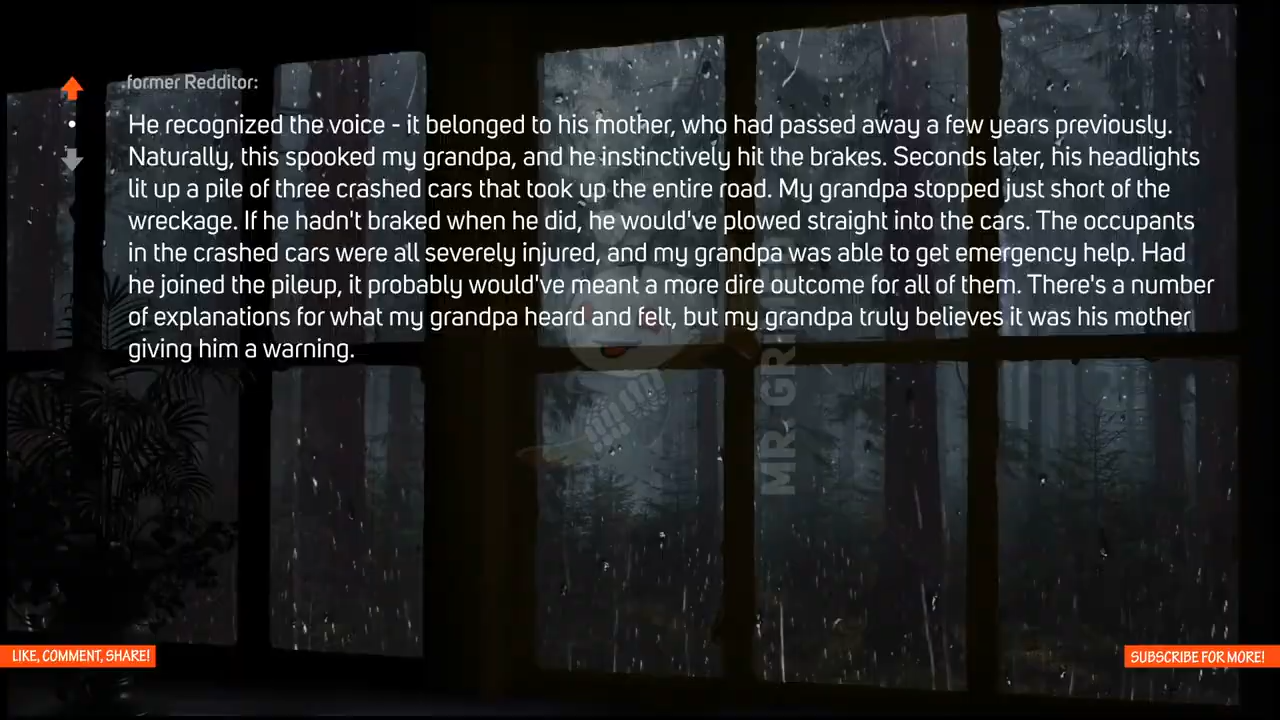 former Redditor:
He recognized the voice - it belonged to his mother, who had passed away a few years previously.
Naturally, this spooked my grandpa, and he instinctively hit the brakes. Seconds later, his headlights
lit up a pile of three crashed cars that took up the entire road. My grandpa stopped just short of the
wreckage. If he hadn't braked when he did, he would've plowed straight into the cars. The occupants
in the crashed cars were all severely injured, and my grandpa was able to get emergency help. Had
he joined the pileup, it probably would've meant a more dire outcome for all of them. There's a number
of explanations for what my grandpa heard and felt, but my grandpa truly believes it was his mother
giving him a warning.
LIKE, COMMENT, SHARE!
SUBSCRIBE FOR MORE!